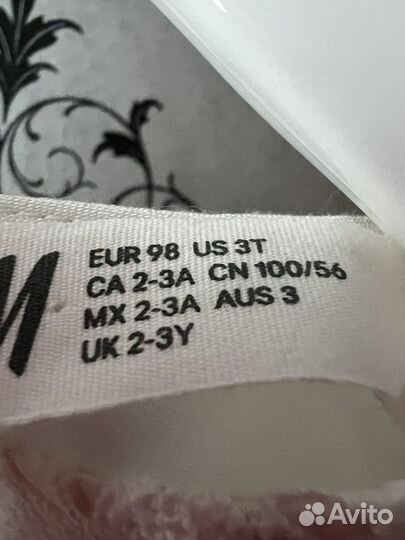 M
EUR 98 US 3T
CA 2-3A CN 100/56
MX 2-3A AUS 3
UK 2-3Y
Avito